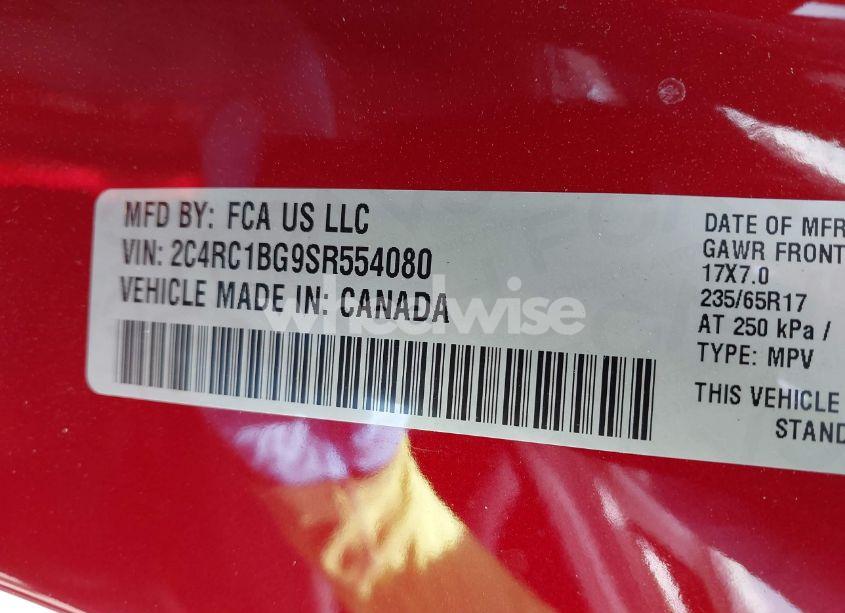 MFD BY: FCA US LLC
VIN: 2C4RC1BG9SR554080
VEHICLE MADE IN: CANADA
wheelwise
DATE OF MFR
GAWR FRONT
17X7.0
235/65R17
AT 250 kPa /
TYPE: MPV
THIS VEHICLE
STAND